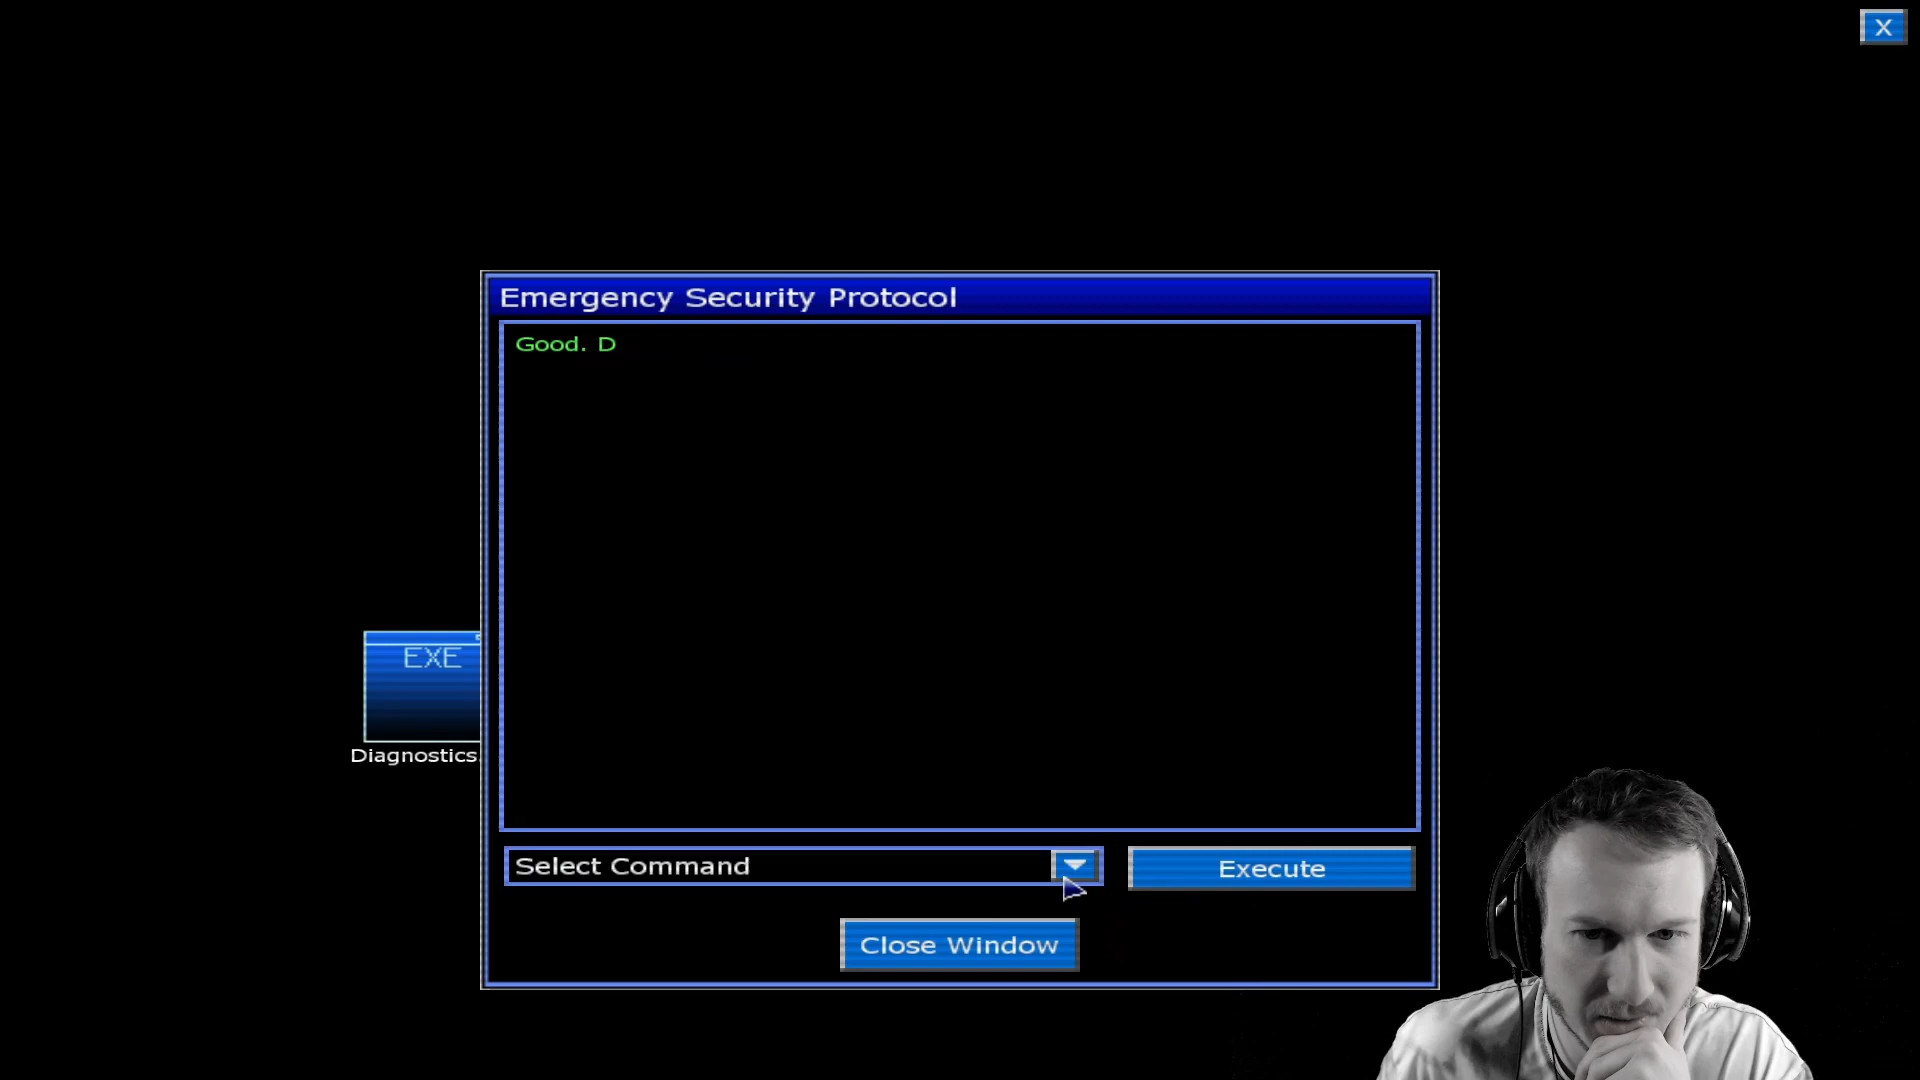 X
Emergency Security Protocol
Good. D
EXE
Diagnostics.
Select Command
Execute
Close Window